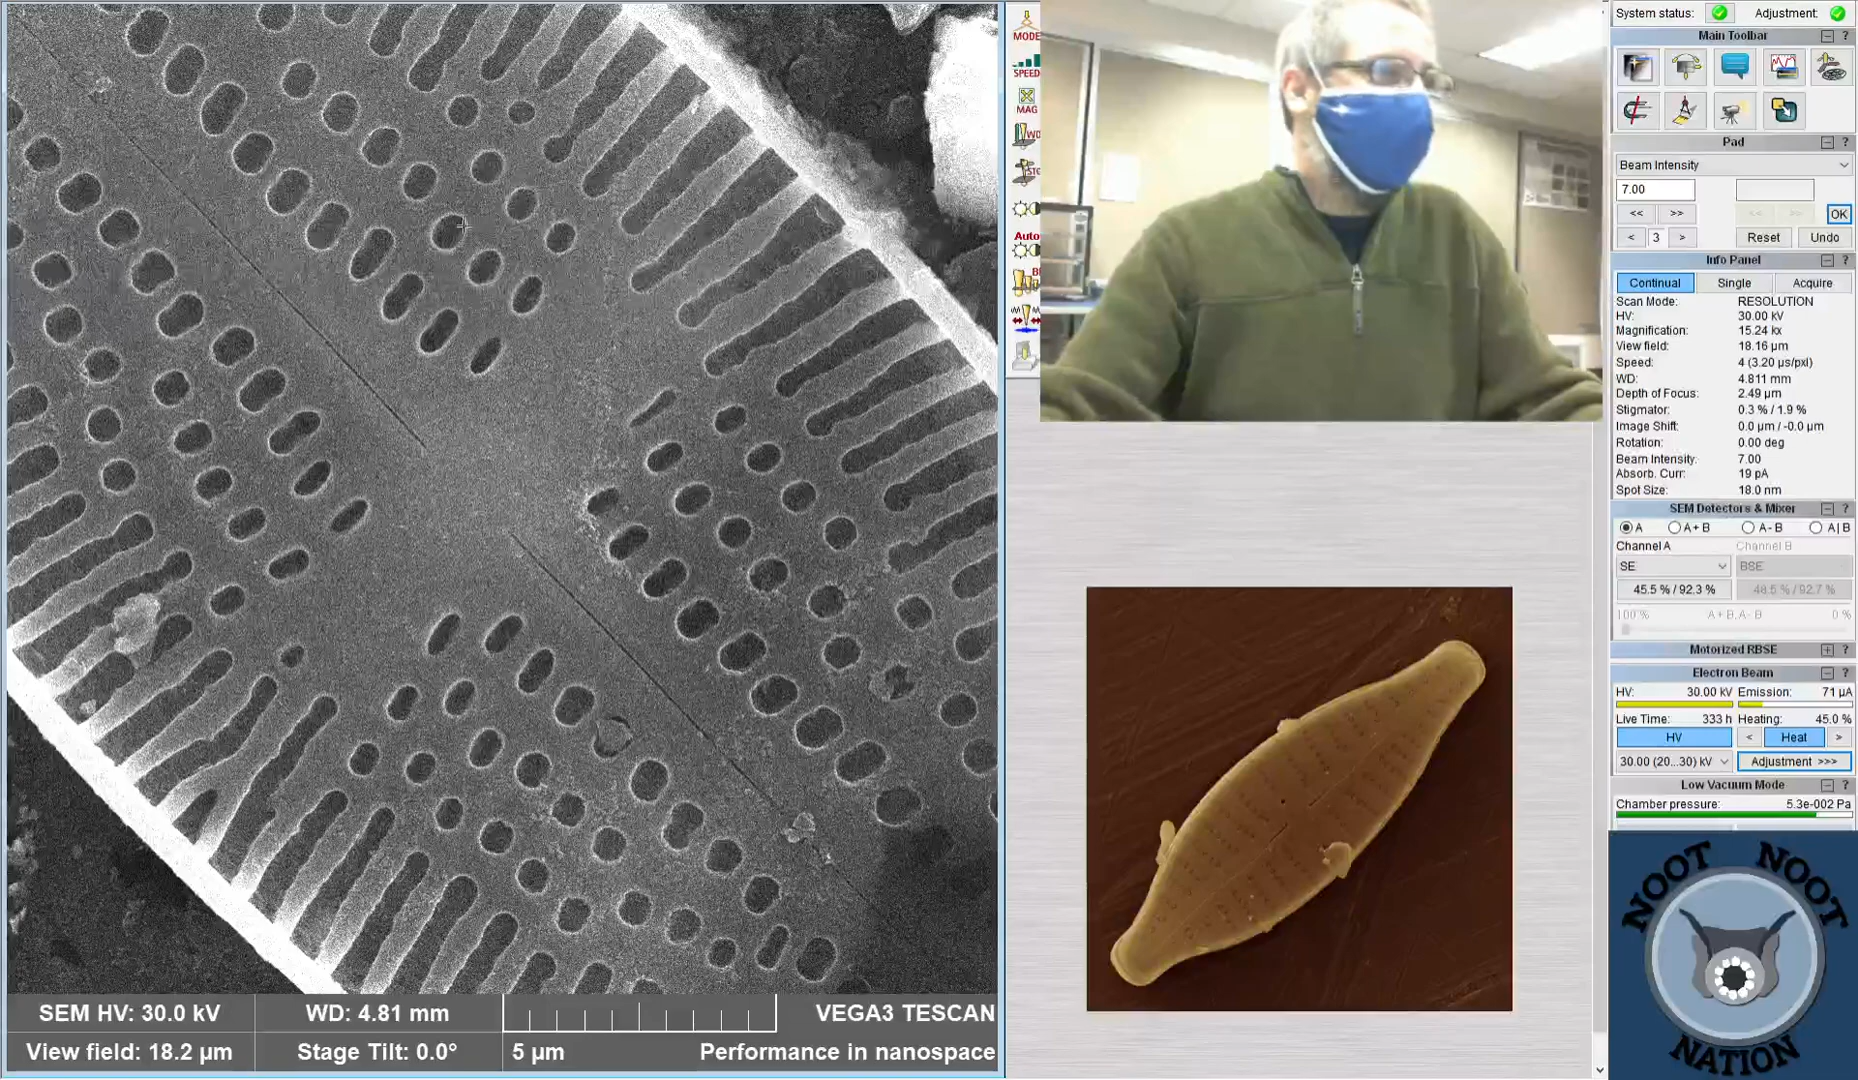 SEM HV: 30.0 kV
WD: 4.81 mm
VEGA3 TESCAN
View field: 18.2 µm
Stage Tilt: 0.0°
5 µm
Performance in nanospace
MODE
SPEED
MAG
WD
Auto
System status:
Adjustment:
Main Toolbar
Pad
Beam Intensity
7.00
<< >>
<< >>
OK
< 3 >
Reset
Undo
Info Panel
Continual
Single
Acquire
Scan Mode: RESOLUTION
HV: 30.00 kV
Magnification: 15.24 kx
View field: 18.16 µm
Speed: 4 (3.20 µs/pxl)
WD: 4.811 mm
Depth of Focus: 2.49 µm
Stigmator: 0.3 % / 1.9 %
Image Shift: 0.0 µm / -0.0 µm
Rotation: 0.00 deg
Beam Intensity: 7.00
Absorb. Curr: 19 pA
Spot Size: 18.0 nm
SEM Detectors & Mixer
A A+B A-B A|B
Channel A Channel B
SE BSE
45.5 % / 92.3 % 48.5 % / 92.7 %
100 % A+B, A-B 0 %
Motorized RBSE
Electron Beam
HV: 30.00 kV Emission: 71 µA
Live Time: 333 h Heating: 45.0 %
HV < Heat >
30.00 (20...30) kV Adjustment >>>
Low Vacuum Mode
Chamber pressure: 5.3e-002 Pa
NOOT NOOT
NATION